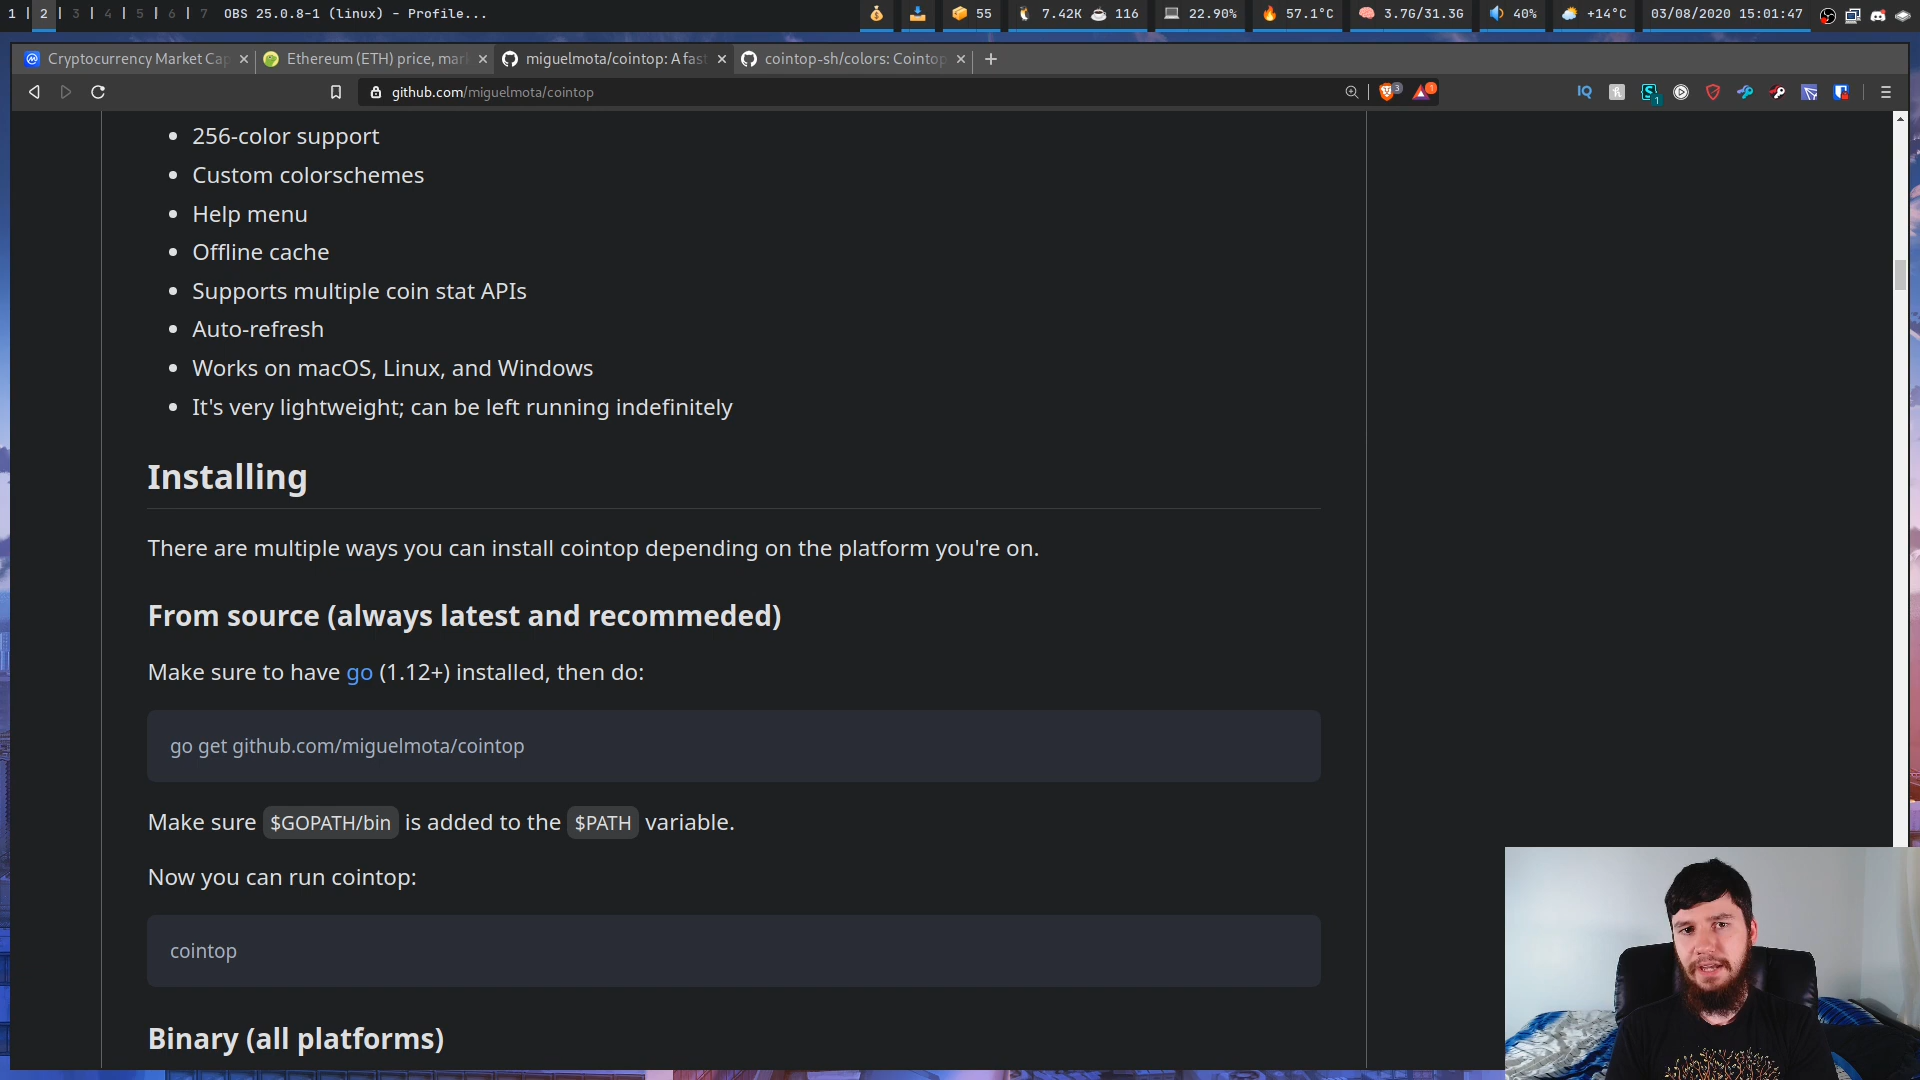 1 | 2 | 3 | 4 | 5 | 6 | 7 OBS 25.0.8-1 (linux) - Profile... 55 7.42K 116 22.90% 57.1°C 3.7G/31.3G 40% +14°C 03/08/2020 15:01:47
Cryptocurrency Market Cap Ethereum (ETH) price, mar miguelmota/cointop: A fas cointop-sh/colors: Cointop
github.com/miguelmota/cointop 3 1 IQ 1
256-color support
Custom colorschemes
Help menu
Offline cache
Supports multiple coin stat APIs
Auto-refresh
Works on macOS, Linux, and Windows
It's very lightweight; can be left running indefinitely
Installing
There are multiple ways you can install cointop depending on the platform you're on.
From source (always latest and recommeded)
Make sure to have go (1.12+) installed, then do:
go get github.com/miguelmota/cointop
Make sure $GOPATH/bin is added to the $PATH variable.
Now you can run cointop:
cointop
Binary (all platforms)